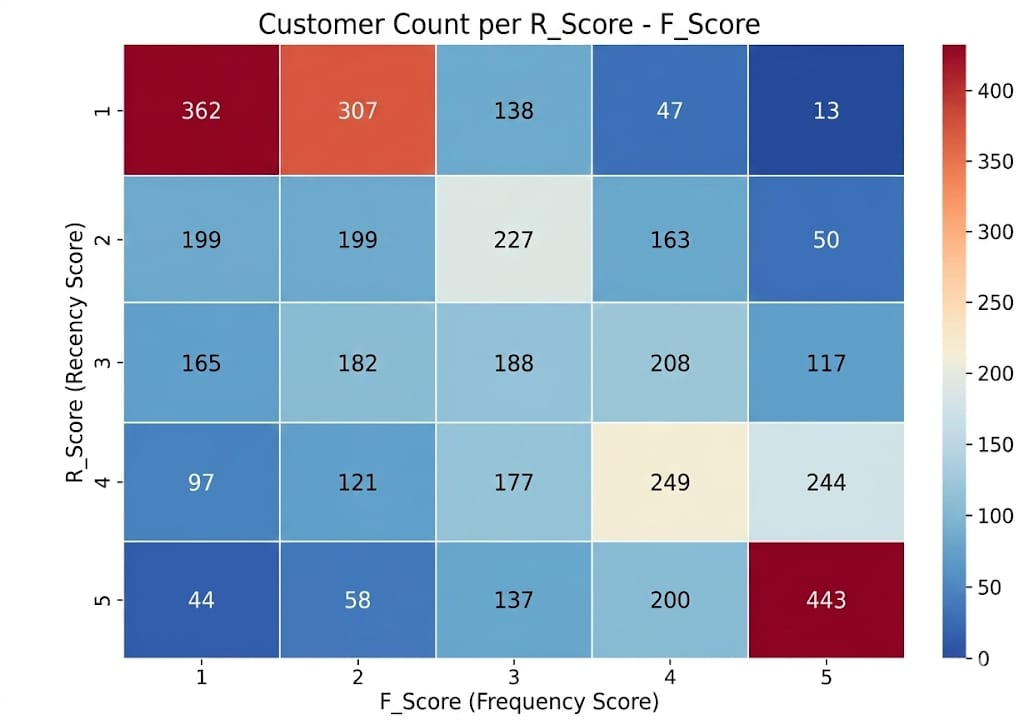 Customer Count per R_Score - F_Score
1 362 307 138 47 13
2 199 199 227 163 50
3 165 182 188 208 117
4 97 121 177 249 244
5 44 58 137 200 443
1 2 3 4 5
F_Score (Frequency Score)
R_Score (Recency Score)
400
350
300
250
200
150
100
50
0